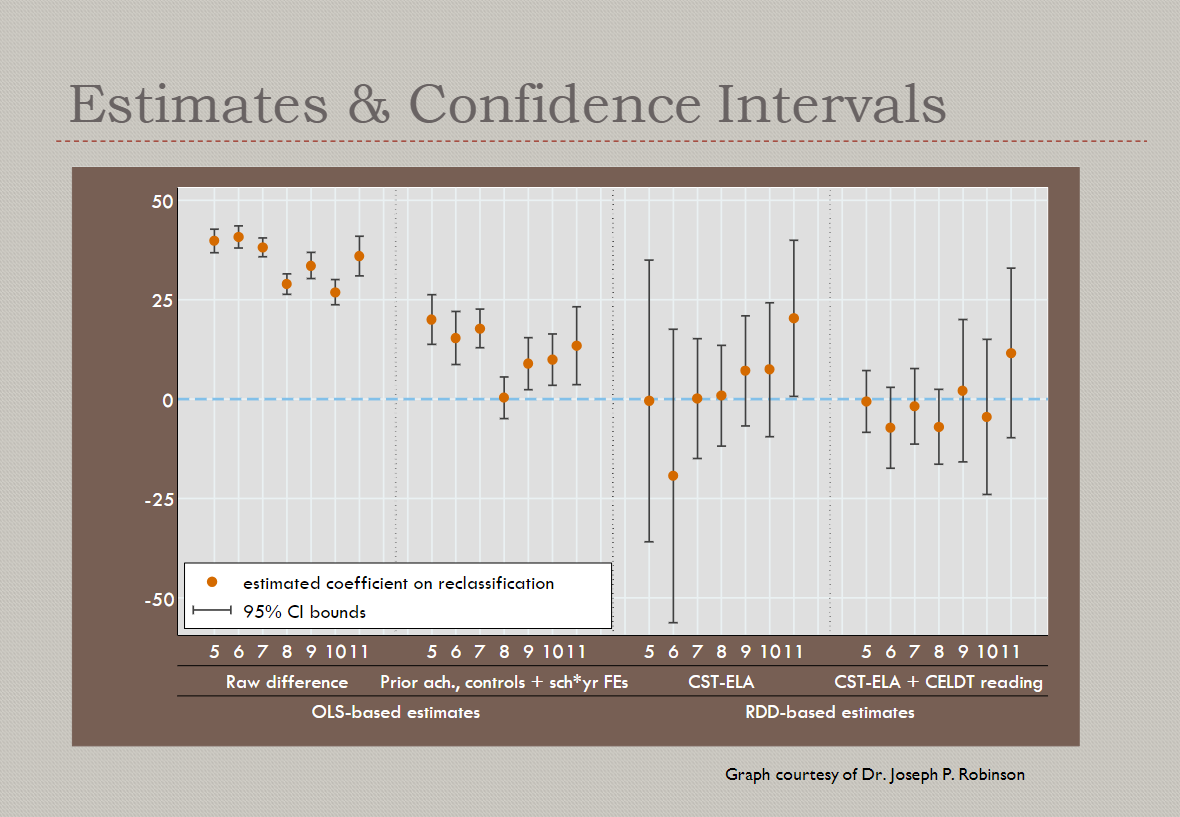 Estimates & Confidence Intervals
50
25
0
-25
-50
estimated coefficient on reclassification
95% CI bounds
5 6 7 8 9 10 11 5 6 7 8 9 10 11 5 6 7 8 9 10 11 5 6 7 8 9 10 11
Raw difference Prior ach., controls + sch*yr FEs CST-ELA CST-ELA + CELDT reading
OLS-based estimates RDD-based estimates
Graph courtesy of Dr. Joseph P. Robinson